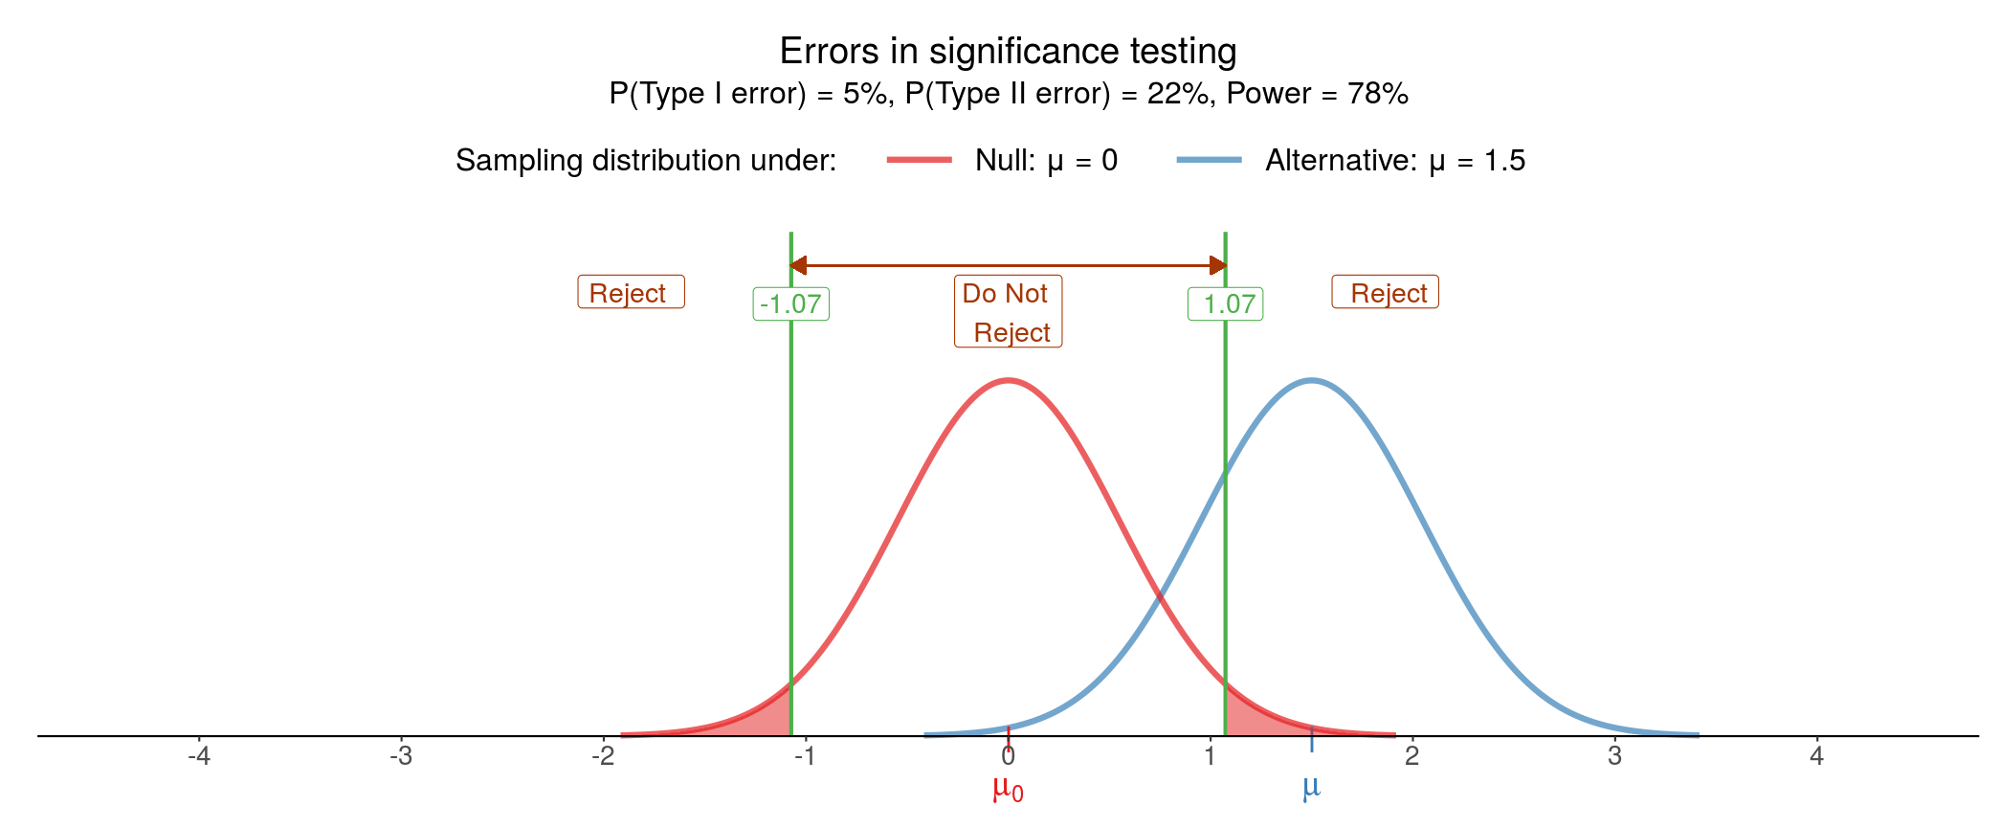 Errors in significance testing
P(Type I error) = 5%, P(Type II error) = 22%, Power = 78%
Sampling distribution under: Null: μ = 0 Alternative: μ = 1.5
Reject
-1.07
Do Not
Reject
1.07
Reject
-4 -3 -2 -1 0 1 2 3 4
μ₀ μ